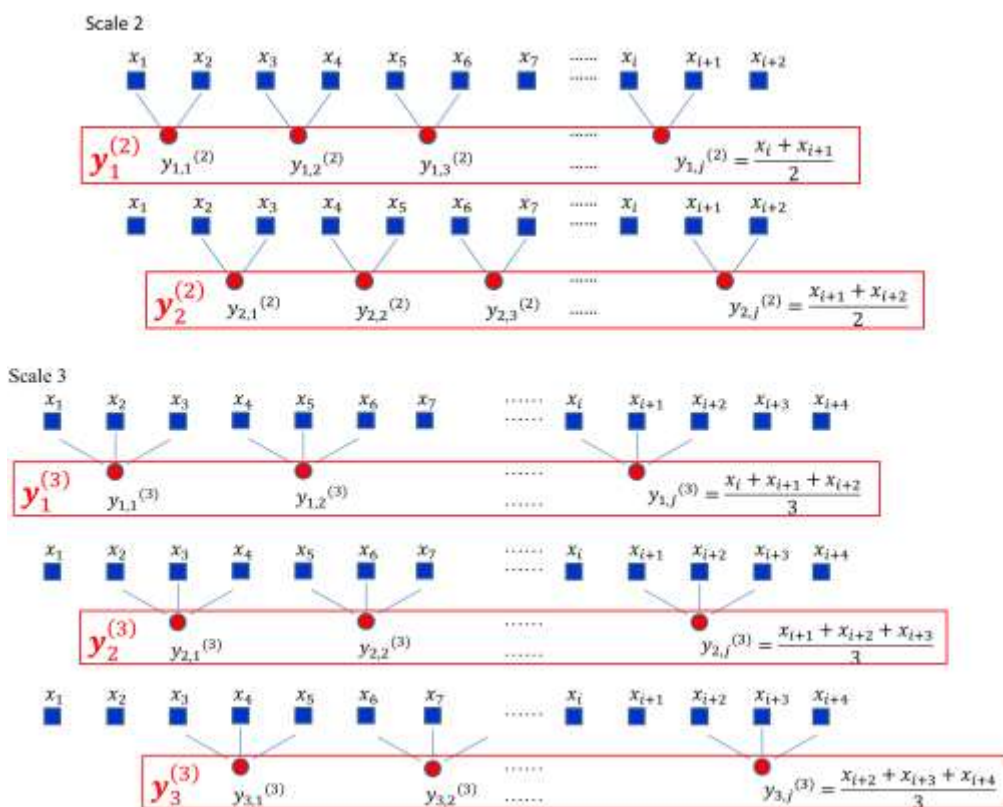 Scale 2
x₁ x₂ x₃ x₄ x₅ x₆ x₇ ...... xᵢ xᵢ₊₁ xᵢ₊₂
......
y₁⁽²⁾ y₁,₁⁽²⁾ y₁,₂⁽²⁾ y₁,₃⁽²⁾ ...... y₁,ⱼ⁽²⁾ = (xᵢ + xᵢ₊₁)/2
......
x₁ x₂ x₃ x₄ x₅ x₆ x₇ ...... xᵢ xᵢ₊₁ xᵢ₊₂
......
y₂⁽²⁾ y₂,₁⁽²⁾ y₂,₂⁽²⁾ y₂,₃⁽²⁾ ...... y₂,ⱼ⁽²⁾ = (xᵢ₊₁ + xᵢ₊₂)/2
......
Scale 3
x₁ x₂ x₃ x₄ x₅ x₆ x₇ ...... xᵢ xᵢ₊₁ xᵢ₊₂ xᵢ₊₃ xᵢ₊₄
......
y₁⁽³⁾ y₁,₁⁽³⁾ y₁,₂⁽³⁾ ...... y₁,ⱼ⁽³⁾ = (xᵢ + xᵢ₊₁ + xᵢ₊₂)/3
......
x₁ x₂ x₃ x₄ x₅ x₆ x₇ ...... xᵢ xᵢ₊₁ xᵢ₊₂ xᵢ₊₃ xᵢ₊₄
......
y₂⁽³⁾ y₂,₁⁽³⁾ y₂,₂⁽³⁾ ...... y₂,ⱼ⁽³⁾ = (xᵢ₊₁ + xᵢ₊₂ + xᵢ₊₃)/3
......
x₁ x₂ x₃ x₄ x₅ x₆ x₇ ...... xᵢ xᵢ₊₁ xᵢ₊₂ xᵢ₊₃ xᵢ₊₄
......
y₃⁽³⁾ y₃,₁⁽³⁾ y₃,₂⁽³⁾ ...... y₃,ⱼ⁽³⁾ = (xᵢ₊₂ + xᵢ₊₃ + xᵢ₊₄)/3
......